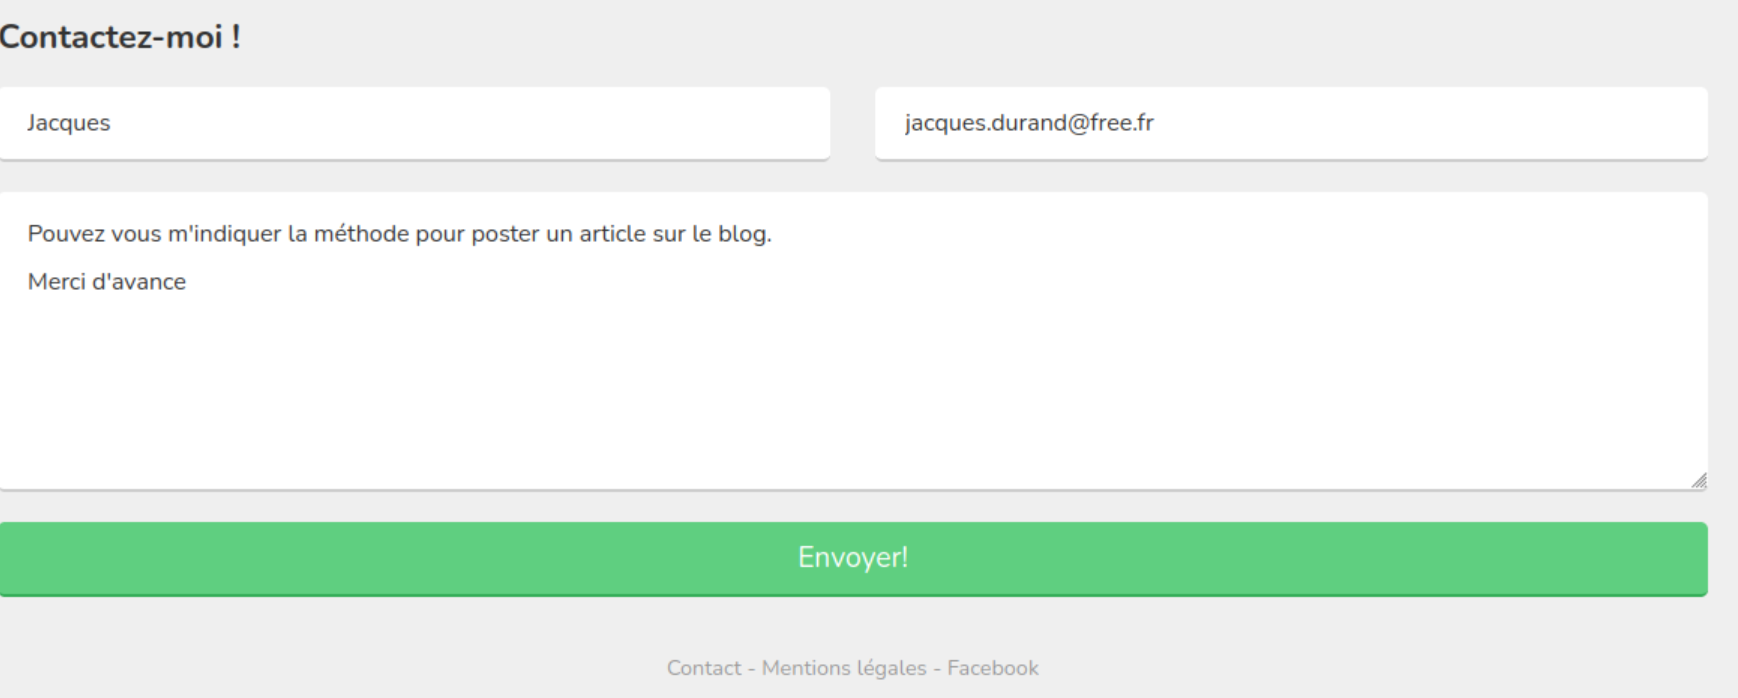 Contactez-moi !
Jacques
jacques.durand@free.fr
Pouvez vous m'indiquer la méthode pour poster un article sur le blog.
Merci d'avance
Envoyer!
Contact - Mentions légales - Facebook